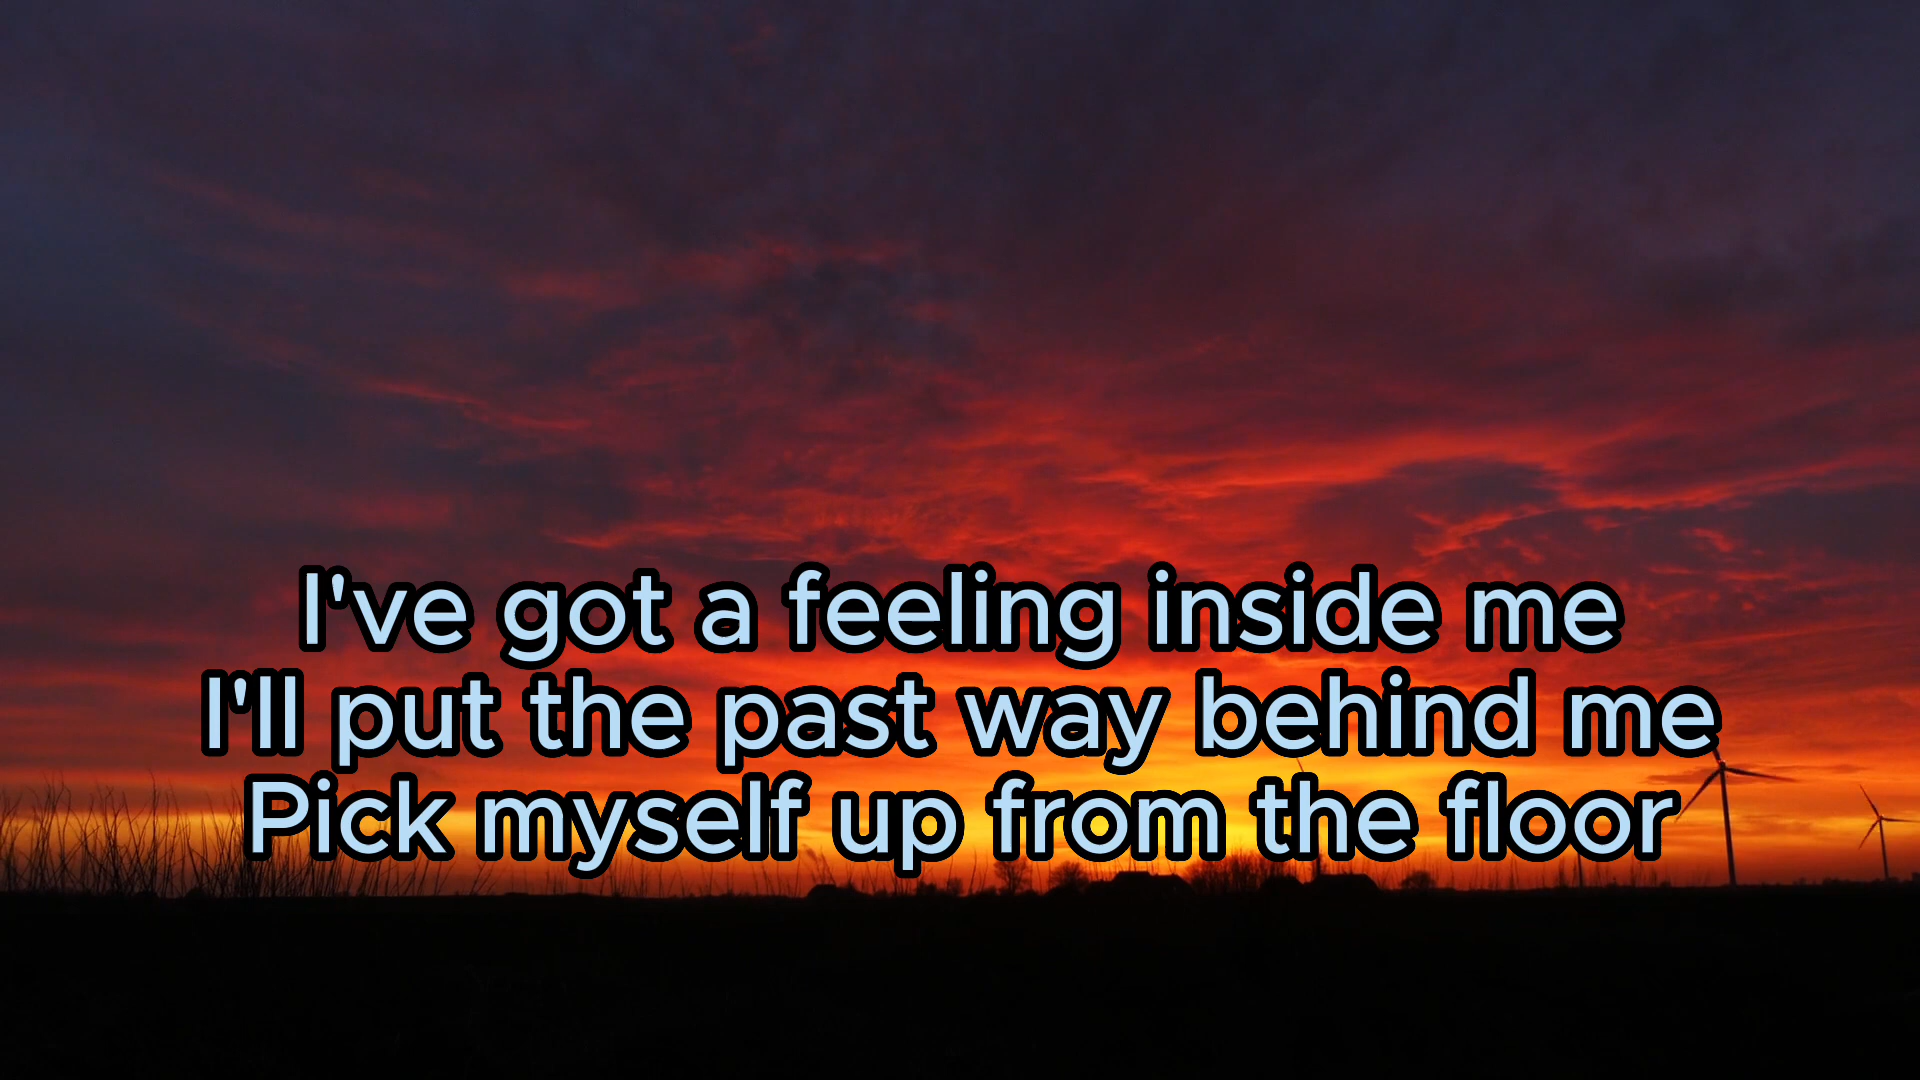 I've got a feeling inside me
I'll put the past way behind me
Pick myself up from the floor